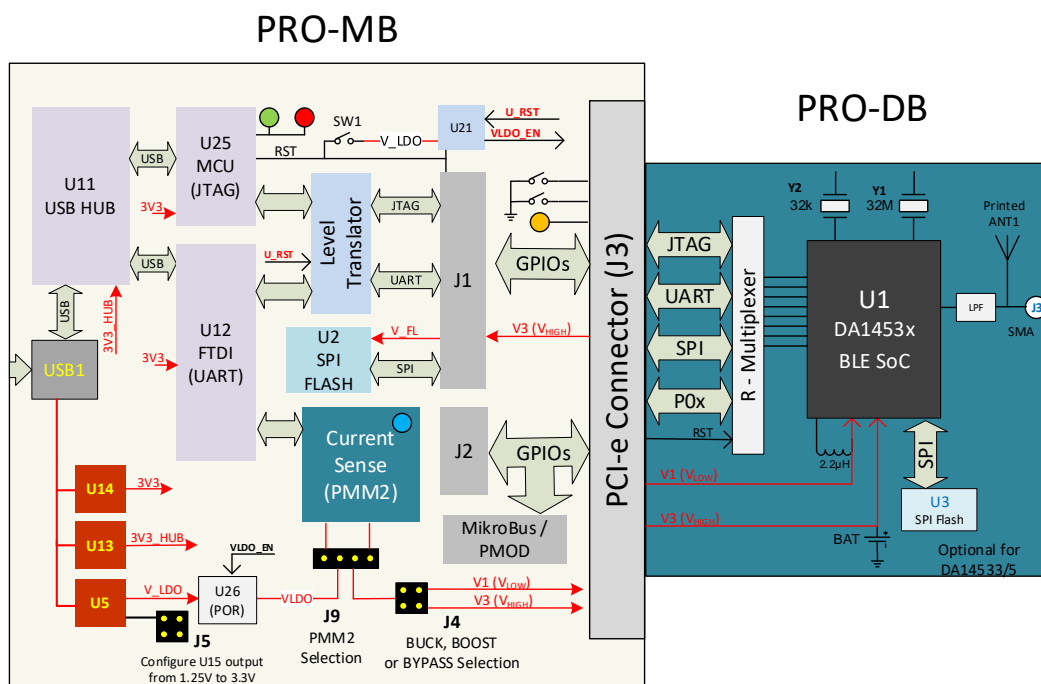 PRO-MB
PRO-DB
U11
USB HUB
USB
U25
MCU
(JTAG)
3V3
RST
SW1
V_LDO
U21
U_RST
VLDO_EN
Level
Translator
JTAG
UART
J1
U_RST
USB
U12
FTDI
(UART)
3V3
USB
3V3_HUB
USB1
U2
SPI
FLASH
V_FL
SPI
GPIOs
V3 (VHIGH)
Current
Sense
(PMM2)
J2
GPIOs
MikroBus /
PMOD
U14
3V3
U13
3V3_HUB
U5
V_LDO
VLDO_EN
U26
(POR)
VLDO
J5
Configure U15 output
from 1.25V to 3.3V
J9
PMM2
Selection
J4
BUCK, BOOST
or BYPASS Selection
V1 (VLOW)
V3 (VHIGH)
PCI-e Connector (J3)
JTAG
UART
SPI
P0x
RST
R - Multiplexer
V1 (VLOW)
V3 (VHIGH)
Y2
32k
Y1
32M
Printed
ANT1
U1
DA1453x
BLE SoC
LPF
J3
SMA
2.2µH
SPI
U3
SPI Flash
BAT
Optional for
DA14533/5